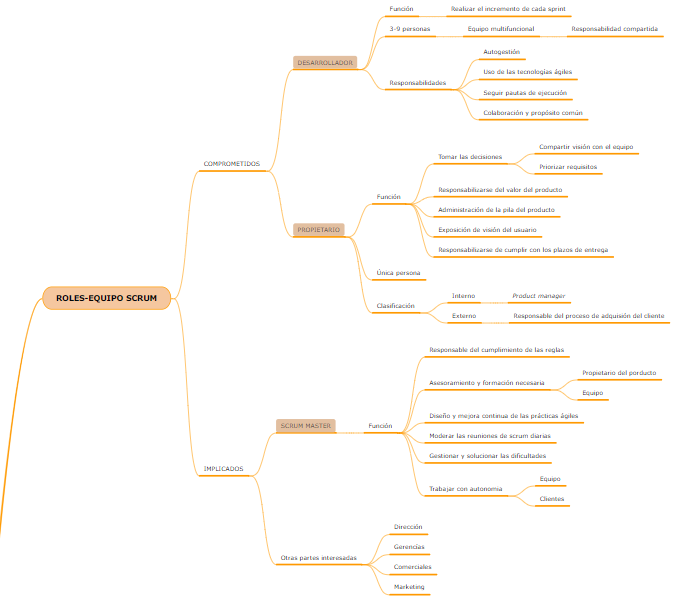 ROLES-EQUIPO SCRUM
COMPROMETIDOS
DESARROLLADOR
Función
Realizar el incremento de cada sprint
3-9 personas
Equipo multifuncional
Responsabilidad compartida
Responsabilidades
Autogestión
Uso de las tecnologías ágiles
Seguir pautas de ejecución
Colaboración y propósito común
PROPIETARIO
Función
Tomar las decisiones
Compartir visión con el equipo
Priorizar requisitos
Responsabilizarse del valor del producto
Administración de la pila del producto
Exposición de visión del usuario
Responsabilizarse de cumplir con los plazos de entrega
Única persona
Clasificación
Interno
Product manager
Externo
Responsable del proceso de adquisión del cliente
IMPLICADOS
SCRUM MASTER
Función
Responsable del cumplimiento de las reglas
Asesoramiento y formación necesaria
Propietario del porducto
Equipo
Diseño y mejora continua de las prácticas ágiles
Moderar las reuniones de scrum diarias
Gestionar y solucionar las dificultades
Trabajar con autonomía
Equipo
Clientes
Otras partes interesadas
Dirección
Gerencias
Comerciales
Marketing